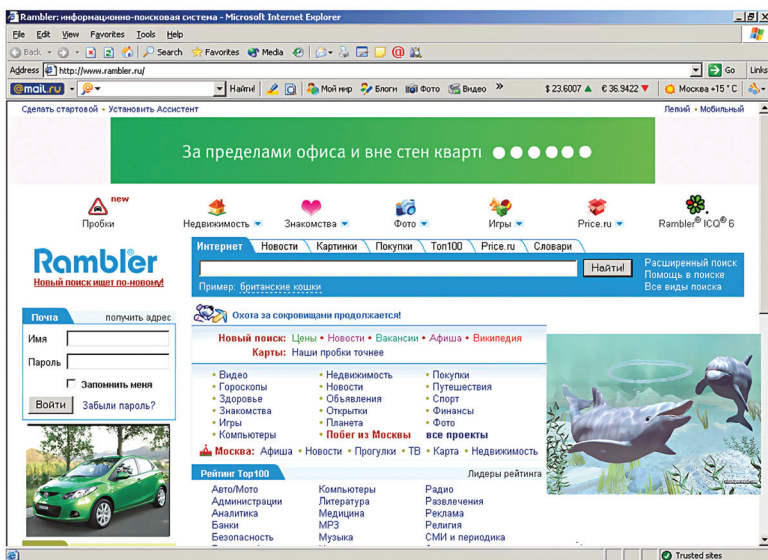 Rambler: информационно-поисковая система - Microsoft Internet Explorer
File Edit View Favorites Tools Help
Back Search Favorites Media
Address http://www.rambler.ru/ Go Links
@mail.ru Найти! Мой мир Блоги Фото Видео » $ 23.6007 € 36.9422 Москва +15 °C
Сделать стартовой • Установить Ассистент Легкий • Мобильный
За пределами офиса и вне стен кварти
new
Пробки Недвижимость Знакомства Фото Игры Price.ru Rambler® ICQ® 6
Rambler
Новый поиск ищет по-новому!
Интернет Новости Картинки Покупки Топ100 Price.ru Словари
Найти!
Расширенный поиск
Помощь в поиске
Все виды поиска
Пример: британские кошки
Почта получить адрес
Имя
Пароль
Запомнить меня
Войти Забыли пароль?
Охота за сокровищами продолжается!
Новый поиск: Цены • Новости • Вакансии • Афиша • Википедия
Карты: Наши пробки точнее
• Видео • Недвижимость • Покупки
• Гороскопы • Новости • Путешествия
• Здоровье • Объявления • Спорт
• Знакомства • Открытки • Финансы
• Игры • Планета • Фото
• Компьютеры • Побег из Москвы все проекты
Москва: Афиша • Новости • Прогулки • ТВ • Карта • Недвижимость
Рейтинг Top100 Лидеры рейтинга
Авто/Мото Компьютеры Радио
Администрации Литература Развлечения
Аналитика Медицина Реклама
Банки MP3 Религия
Безопасность Музыка СМИ и периодика
Trusted sites